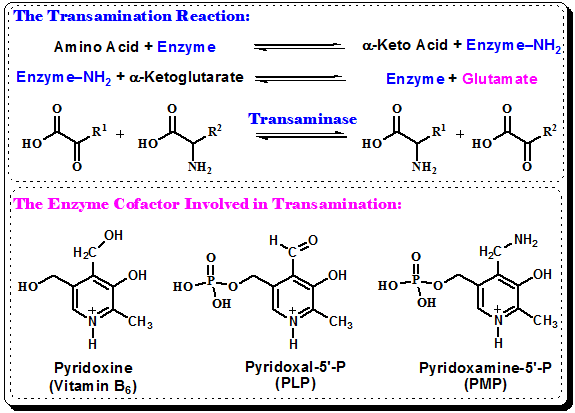 The Transamination Reaction:
Amino Acid + Enzyme α-Keto Acid + Enzyme–NH2
Enzyme–NH2 + α-Ketoglutarate Enzyme + Glutamate
O O Transaminase O O
HO R1 + HO R2 HO R1 + HO R2
O NH2 NH2 O
The Enzyme Cofactor Involved in Transamination:
OH H O NH2
H2C O C O H2C
HO OH HO P O OH HO P O OH
OH OH
N CH3 N CH3 N CH3
+ + +
H H H
Pyridoxine Pyridoxal-5'-P Pyridoxamine-5'-P
(Vitamin B6) (PLP) (PMP)